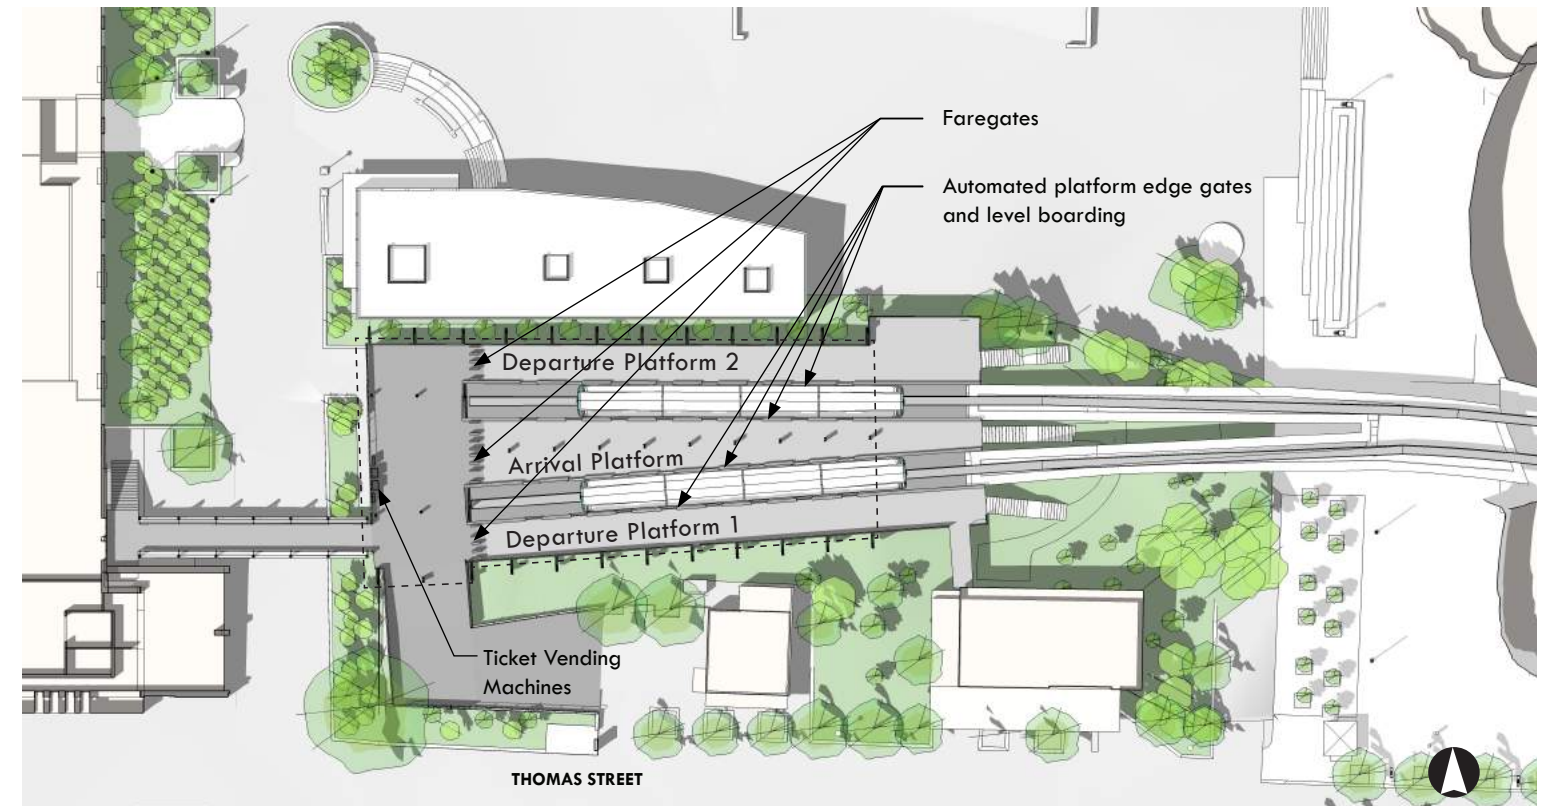 Faregates
Automated platform edge gates
and level boarding
Departure Platform 2
Arrival Platform
Departure Platform 1
Ticket Vending
Machines
THOMAS STREET